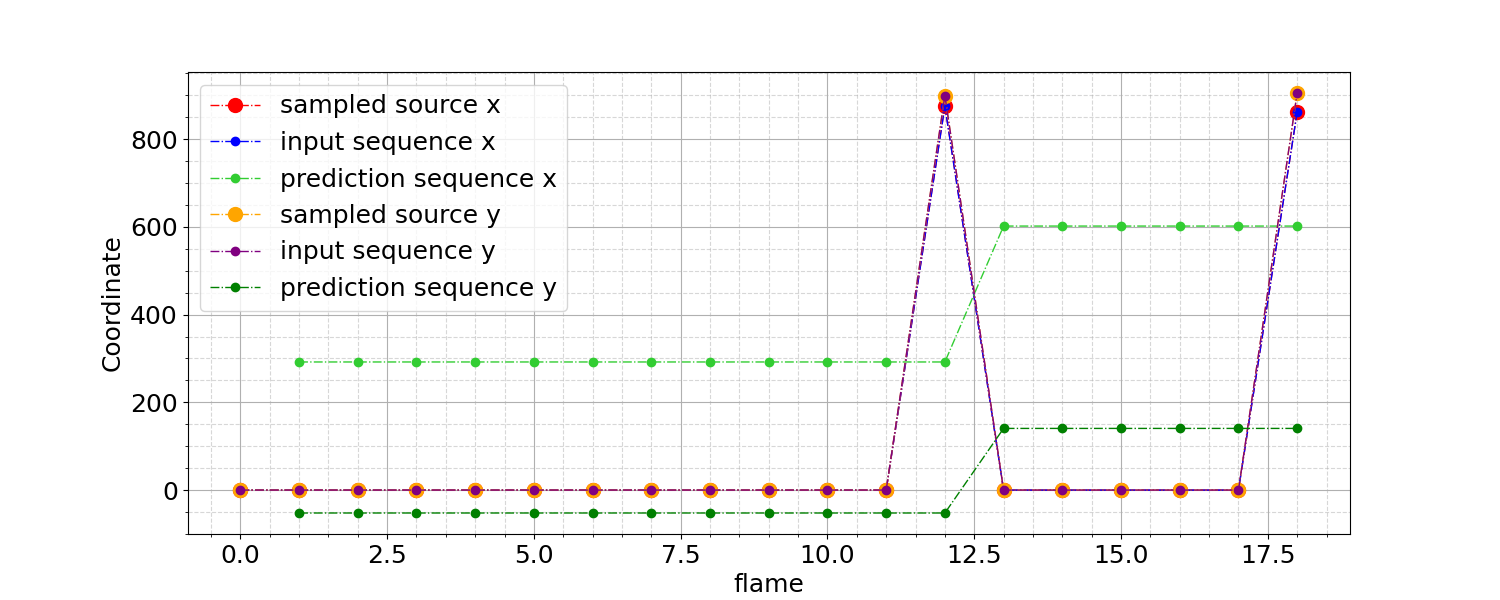 sampled source x
input sequence x
prediction sequence x
sampled source y
input sequence y
prediction sequence y
Coordinate
800
600
400
200
0
0.0 2.5 5.0 7.5 10.0 12.5 15.0 17.5
flame